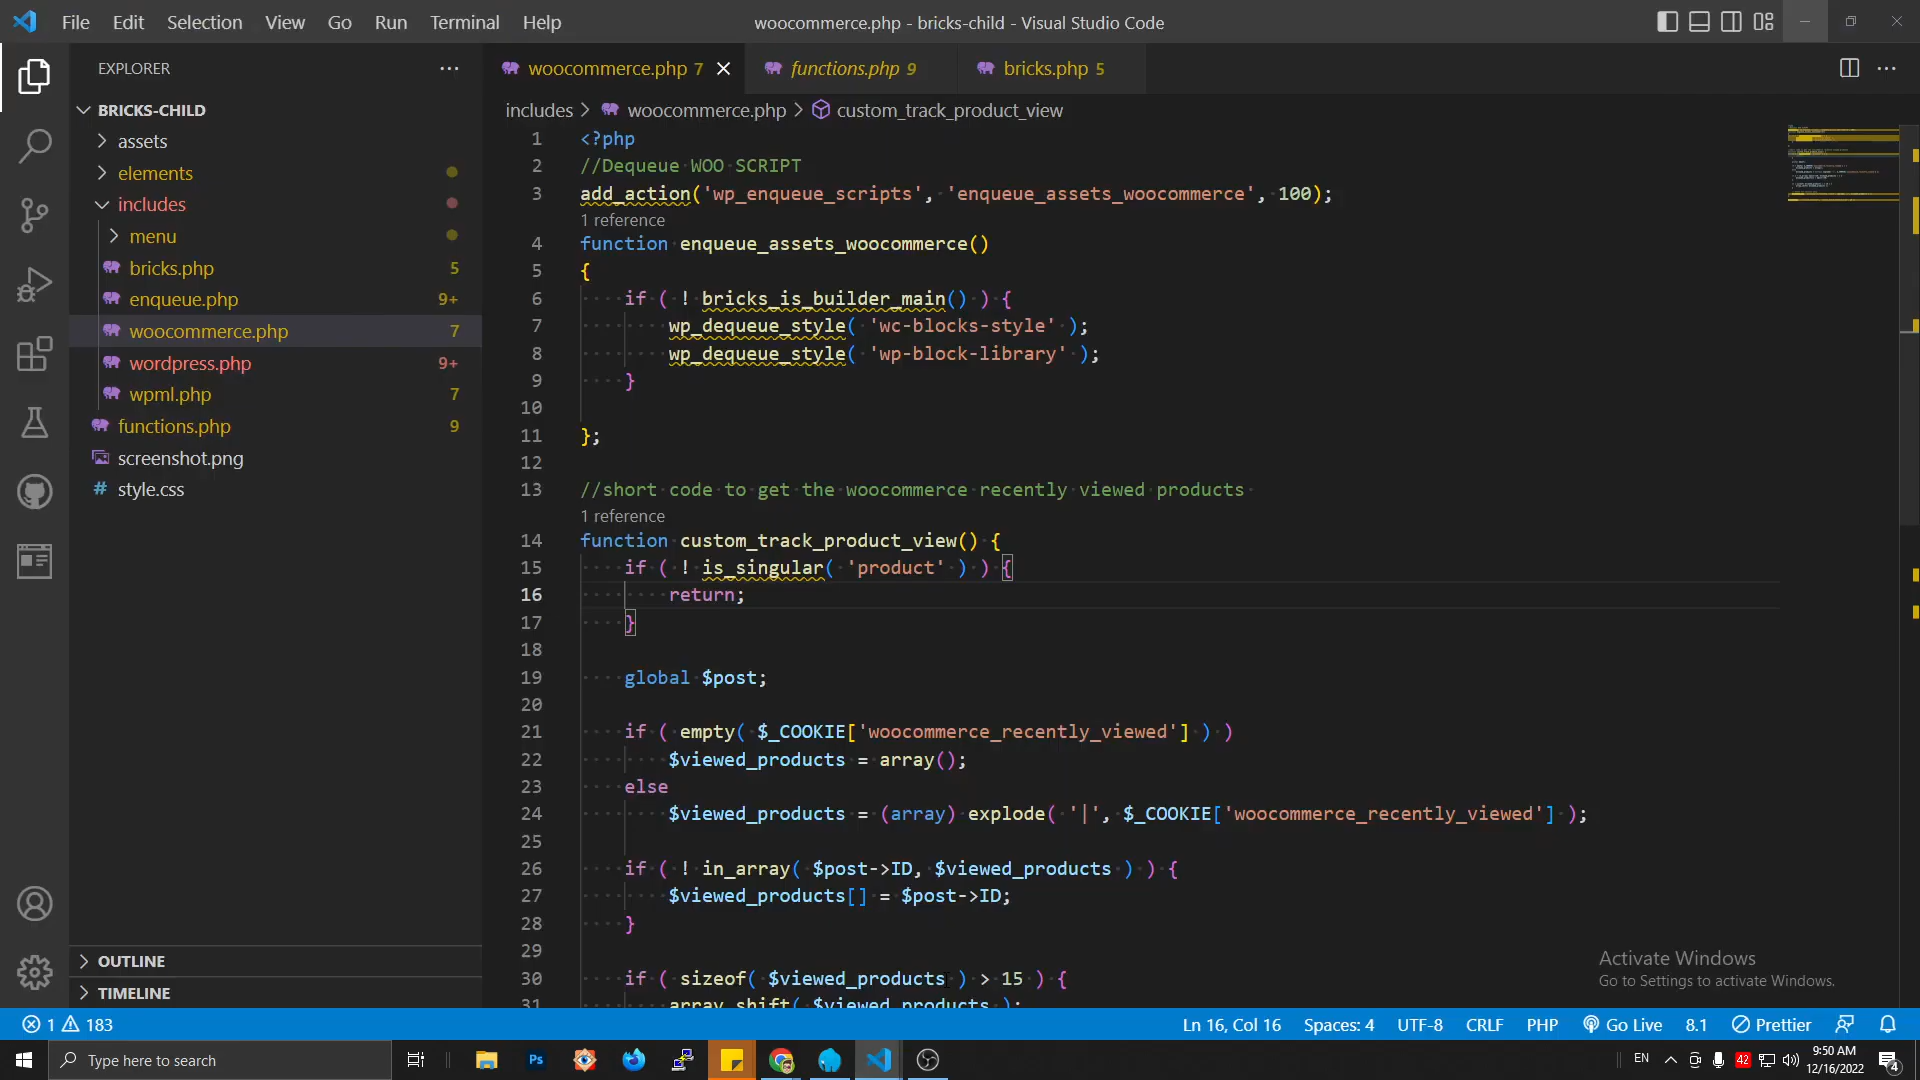 File Edit Selection View Go Run Terminal Help
woocommerce.php - bricks-child - Visual Studio Code
EXPLORER
BRICKS-CHILD
assets
elements
includes
menu
bricks.php 5
enqueue.php 9+
woocommerce.php 7
wordpress.php 9+
wpml.php 7
functions.php 9
screenshot.png
# style.css
OUTLINE
TIMELINE
woocommerce.php 7
functions.php 9
bricks.php 5
includes > woocommerce.php > custom_track_product_view
1 <?php
2 //Dequeue WOO SCRIPT
3 add_action('wp_enqueue_scripts', 'enqueue_assets_woocommerce', 100);
1 reference
4 function enqueue_assets_woocommerce()
5 {
6 if ( ! bricks_is_builder_main() ) {
7 wp_dequeue_style( 'wc-blocks-style' );
8 wp_dequeue_style( 'wp-block-library' );
9 }
10
11 };
12
13 //short code to get the woocommerce recently viewed products
1 reference
14 function custom_track_product_view() {
15 if ( ! is_singular( 'product' ) ) {
16 return;
17 }
18
19 global $post;
20
21 if ( empty( $_COOKIE['woocommerce_recently_viewed'] ) )
22 $viewed_products = array();
23 else
24 $viewed_products = (array) explode( '|', $_COOKIE['woocommerce_recently_viewed'] );
25
26 if ( ! in_array( $post->ID, $viewed_products ) ) {
27 $viewed_products[] = $post->ID;
28 }
29
30 if ( sizeof( $viewed_products ) > 15 ) {
31 array_shift( $viewed_products );
Activate Windows
Go to Settings to activate Windows.
1 183
Ln 16, Col 16 Spaces: 4 UTF-8 CRLF PHP Go Live 8.1 Prettier
Type here to search
Ps
EN
42
9:50 AM
12/16/2022
4